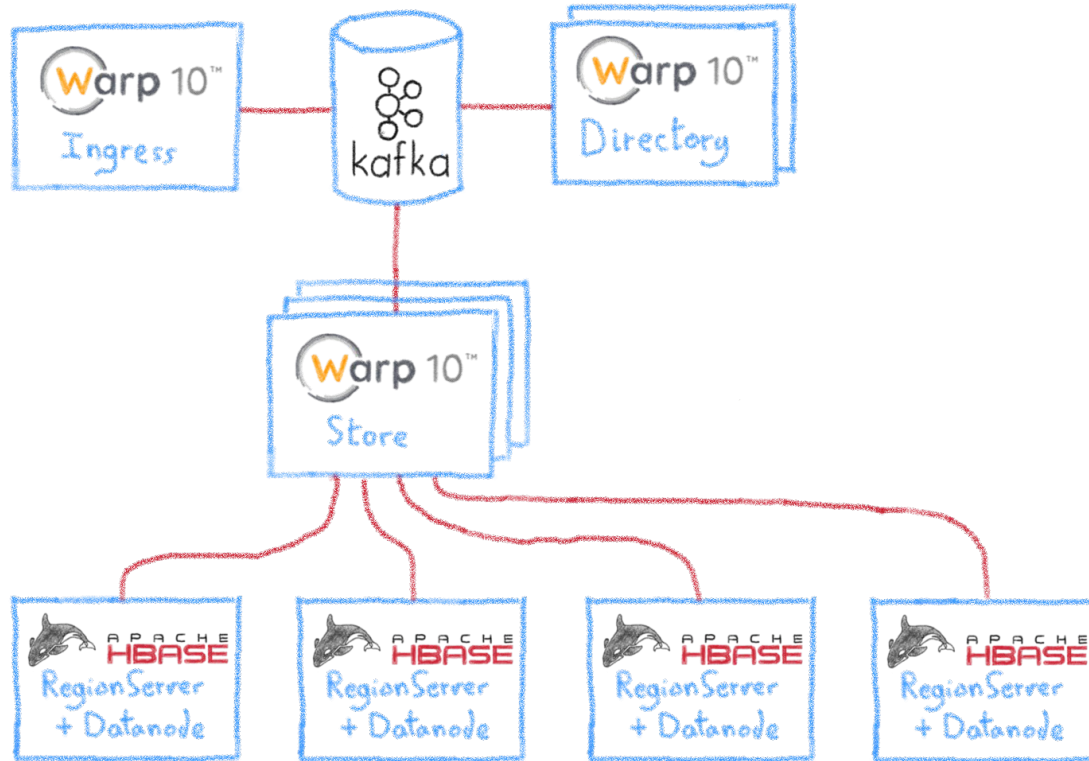 Warp 10™
Ingress
kafka
Warp 10™
Directory
Warp 10™
Store
APACHE
HBASE
RegionServer
+ Datanode
APACHE
HBASE
RegionServer
+ Datanode
APACHE
HBASE
RegionServer
+ Datanode
APACHE
HBASE
RegionServer
+ Datanode